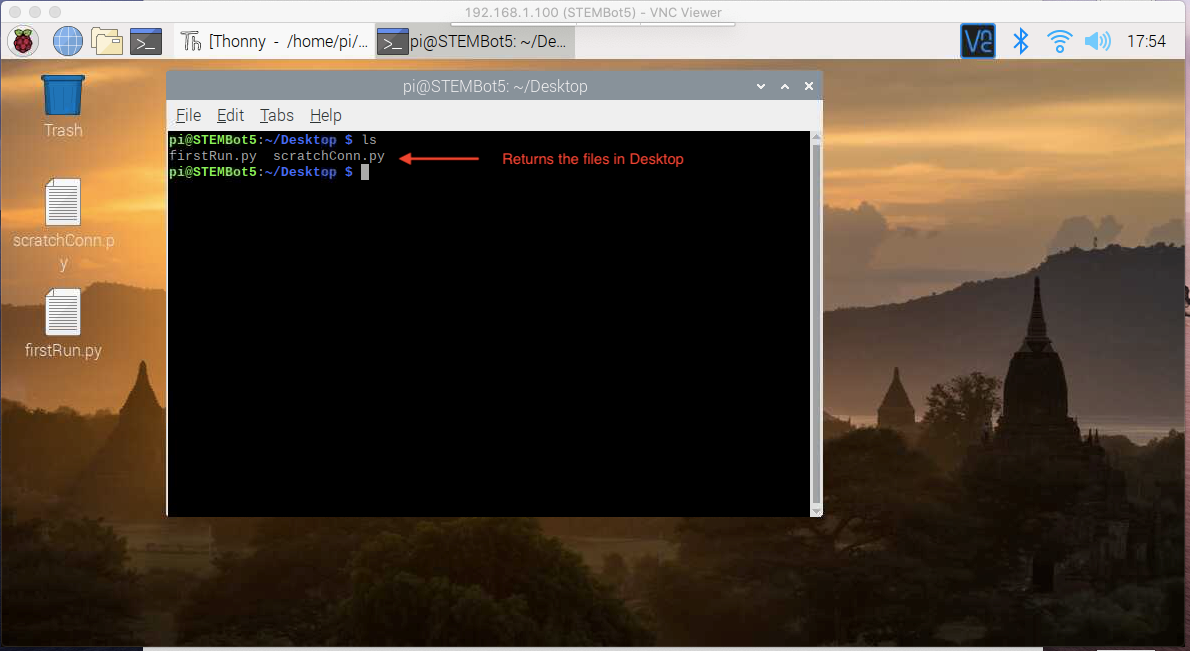 192.168.1.100 (STEMBot5) - VNC Viewer
[Thonny - /home/pi/...
pi@STEMBot5: ~/De...
17:54
Trash
scratchConn.p
y
firstRun.py
pi@STEMBot5: ~/Desktop
File Edit Tabs Help
pi@STEMBot5:~/Desktop $ ls
firstRun.py scratchConn.py
Returns the files in Desktop
pi@STEMBot5:~/Desktop $